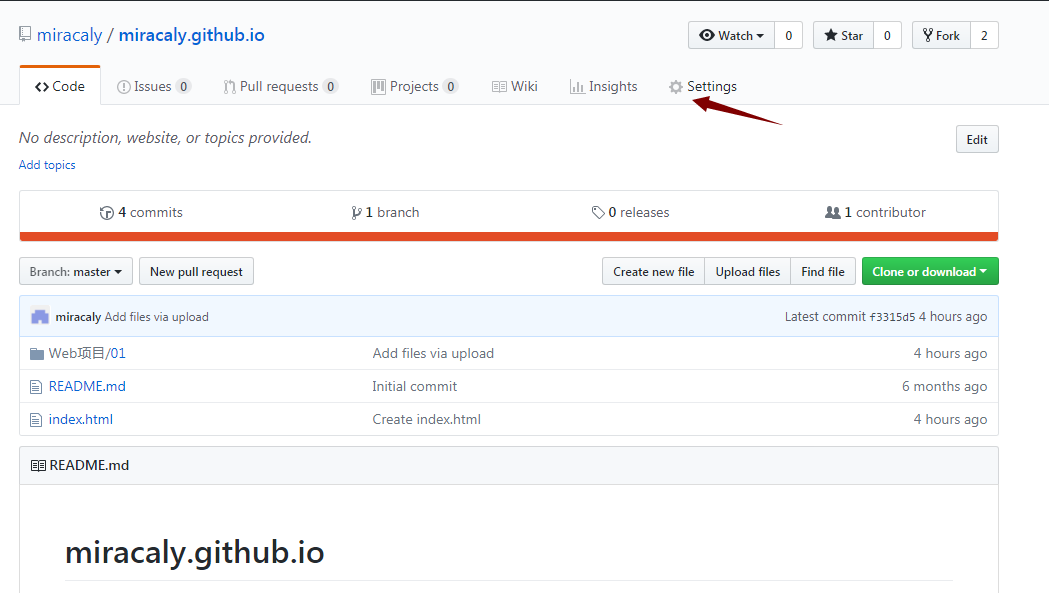 miracaly / miracaly.github.io
Watch 0 Star 0 Fork 2
Code Issues 0 Pull requests 0 Projects 0 Wiki Insights Settings
No description, website, or topics provided. Edit
Add topics
4 commits 1 branch 0 releases 1 contributor
Branch: master New pull request Create new file Upload files Find file Clone or download
miracaly Add files via upload Latest commit f3315d5 4 hours ago
Web项目/01 Add files via upload 4 hours ago
README.md Initial commit 6 months ago
index.html Create index.html 4 hours ago
README.md
miracaly.github.io